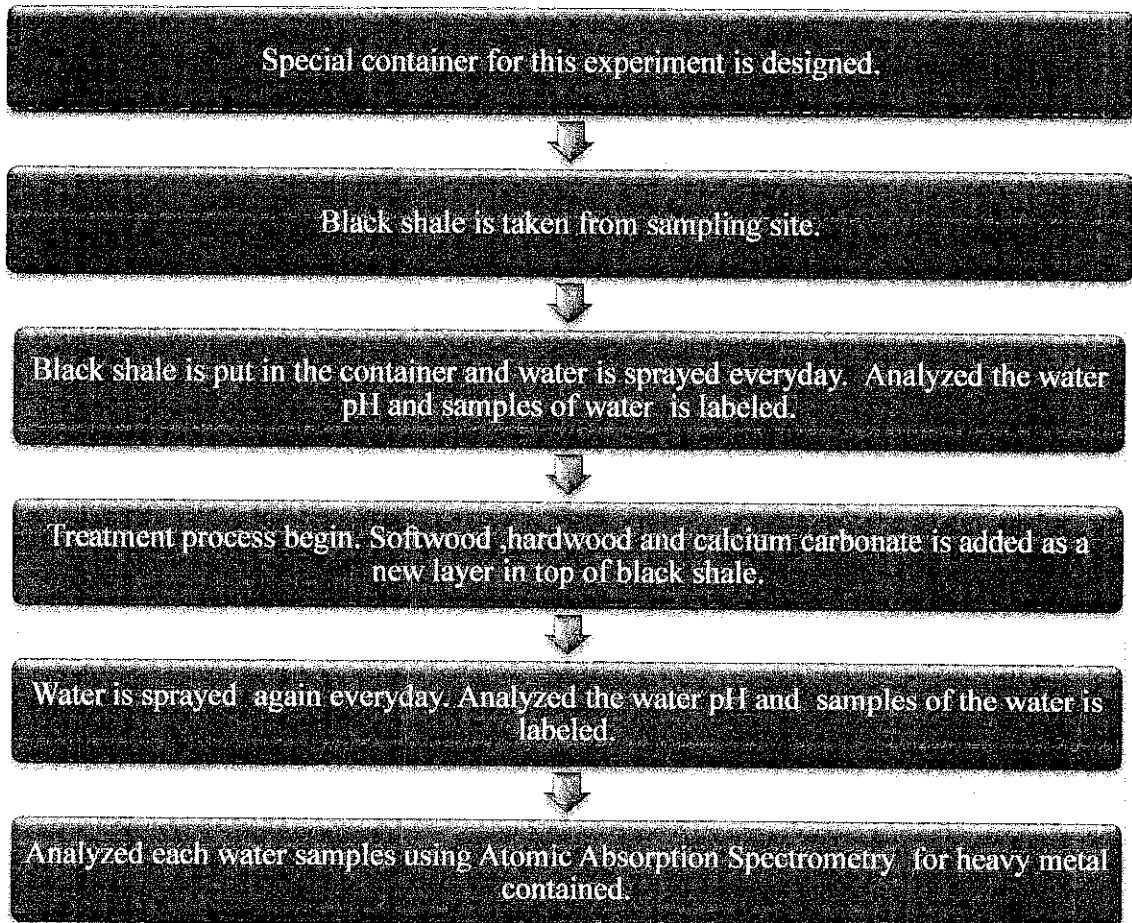 Special container for this experiment is designed.
Black shale is taken from sampling site.
Black shale is put in the container and water is sprayed everyday. Analyzed the water
pH and samples of water is labeled.
Treatment process begin. Softwood ,hardwood and calcium carbonate is added as a
new layer in top of black shale.
Water is sprayed again everyday. Analyzed the water pH and samples of the water is
labeled.
Analyzed each water samples using Atomic Absorption Spectrometry for heavy metal
contained.